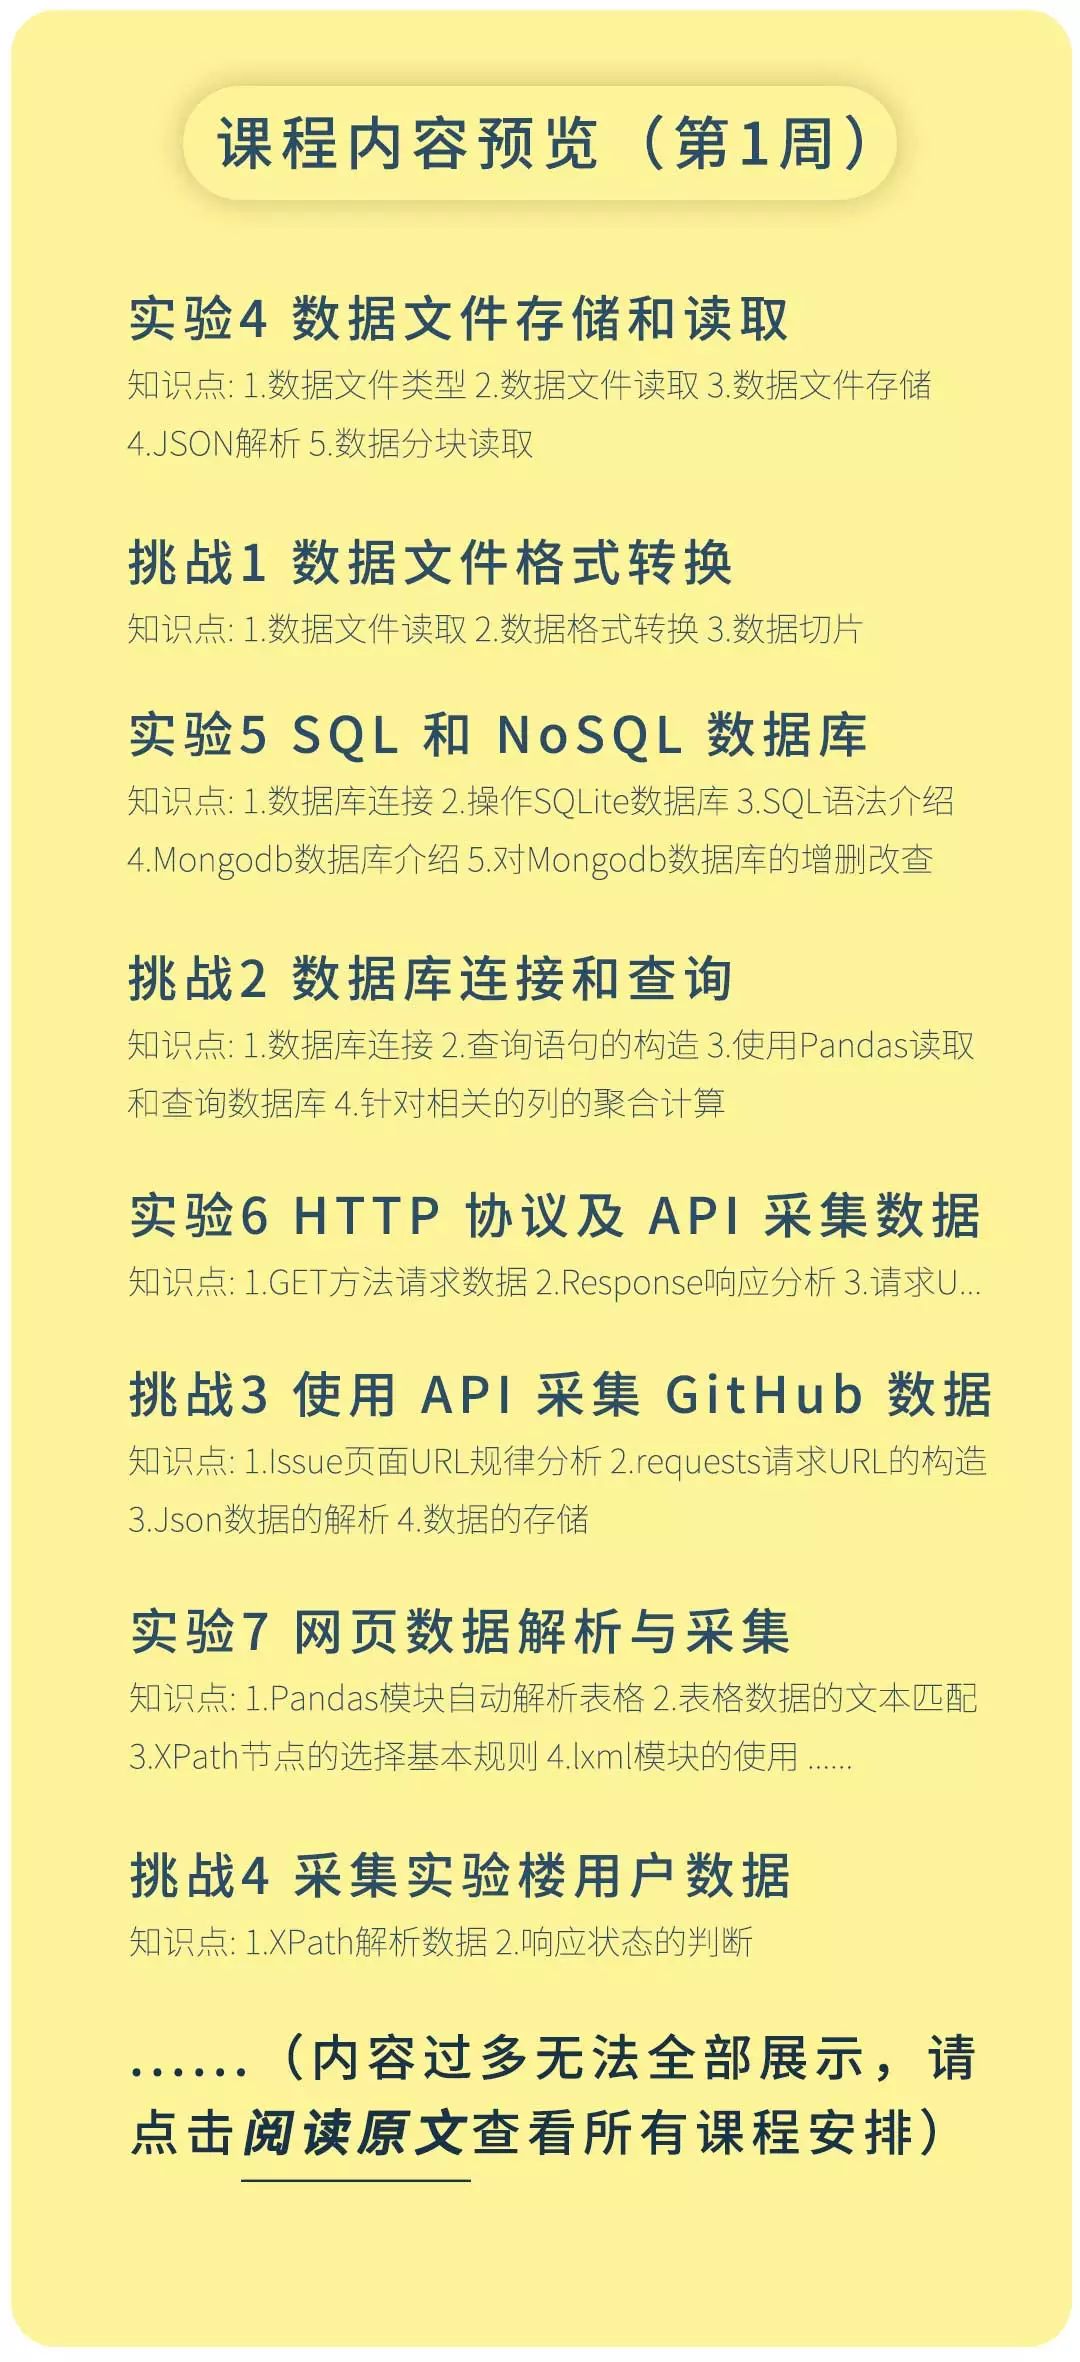 课程内容预览（第1周）
实验4 数据文件存储和读取
知识点: 1.数据文件类型 2.数据文件读取 3.数据文件存储
4.JSON解析 5.数据分块读取
挑战1 数据文件格式转换
知识点: 1.数据文件读取 2.数据格式转换 3.数据切片
实验5 SQL 和 NoSQL 数据库
知识点: 1.数据库连接 2.操作SQLite数据库 3.SQL语法介绍
4.Mongodb数据库介绍 5.对Mongodb数据库的增删改查
挑战2 数据库连接和查询
知识点: 1.数据库连接 2.查询语句的构造 3.使用Pandas读取
和查询数据库 4.针对相关的列的聚合计算
实验6 HTTP 协议及 API 采集数据
知识点: 1.GET方法请求数据 2.Response响应分析 3.请求U...
挑战3 使用 API 采集 GitHub 数据
知识点: 1.Issue页面URL规律分析 2.requests请求URL的构造
3.Json数据的解析 4.数据的存储
实验7 网页数据解析与采集
知识点: 1.Pandas模块自动解析表格 2.表格数据的文本匹配
3.XPath节点的选择基本规则 4.lxml模块的使用 ......
挑战4 采集实验楼用户数据
知识点: 1.XPath解析数据 2.响应状态的判断
......（内容过多无法全部展示，请
点击阅读原文查看所有课程安排）